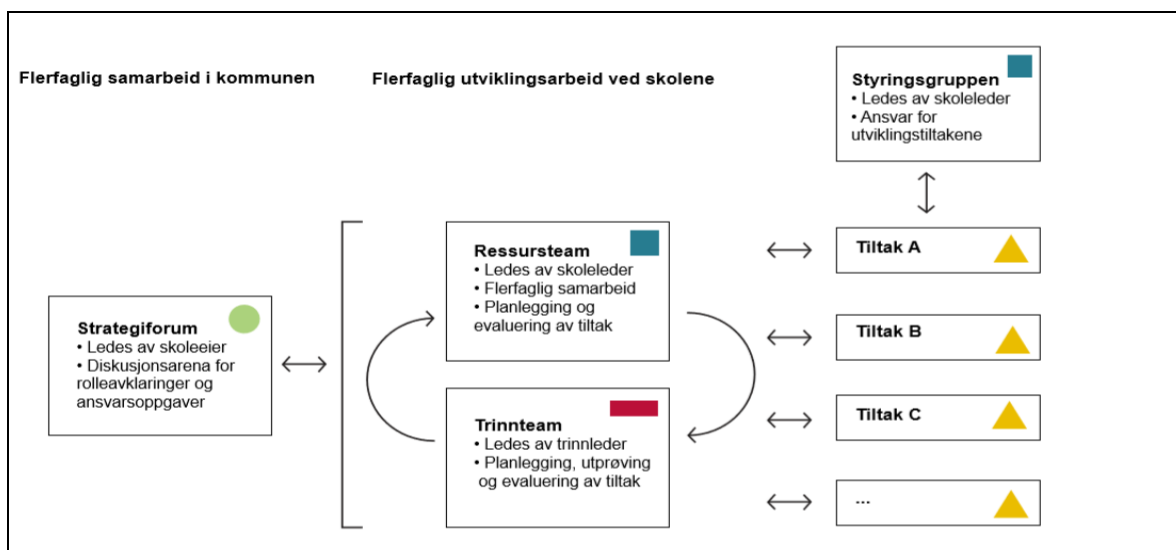 Flerfaglig samarbeid i kommunen
Flerfaglig utviklingsarbeid ved skolene
Styringsgruppen
• Ledes av skoleleder
• Ansvar for
utviklingstiltakene
Strategiforum
• Ledes av skoleeier
• Diskusjonsarena for
rolleavklaringer og
ansvarsoppgaver
Ressursteam
• Ledes av skoleleder
• Flerfaglig samarbeid
• Planlegging og
evaluering av tiltak
Trinnteam
• Ledes av trinnleder
• Planlegging, utprøving
og evaluering av tiltak
Tiltak A
Tiltak B
Tiltak C
...